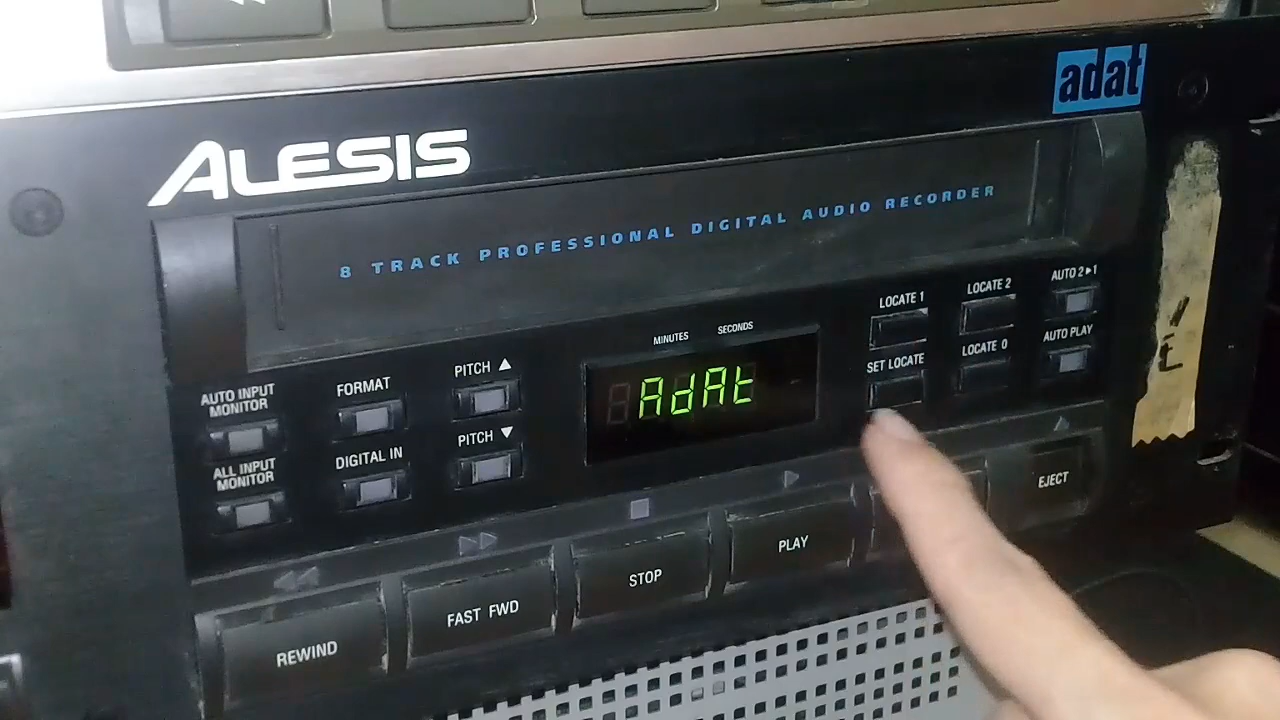 adat
ALESIS
8 TRACK PROFESSIONAL DIGITAL AUDIO RECORDER
AUTO INPUT
MONITOR
FORMAT
PITCH ▲
MINUTES
SECONDS
LOCATE 1
LOCATE 2
AUTO 2▸1
AdAt
SET LOCATE
LOCATE 0
AUTO PLAY
ALL INPUT
MONITOR
DIGITAL IN
PITCH ▼
REWIND
FAST FWD
STOP
PLAY
EJECT